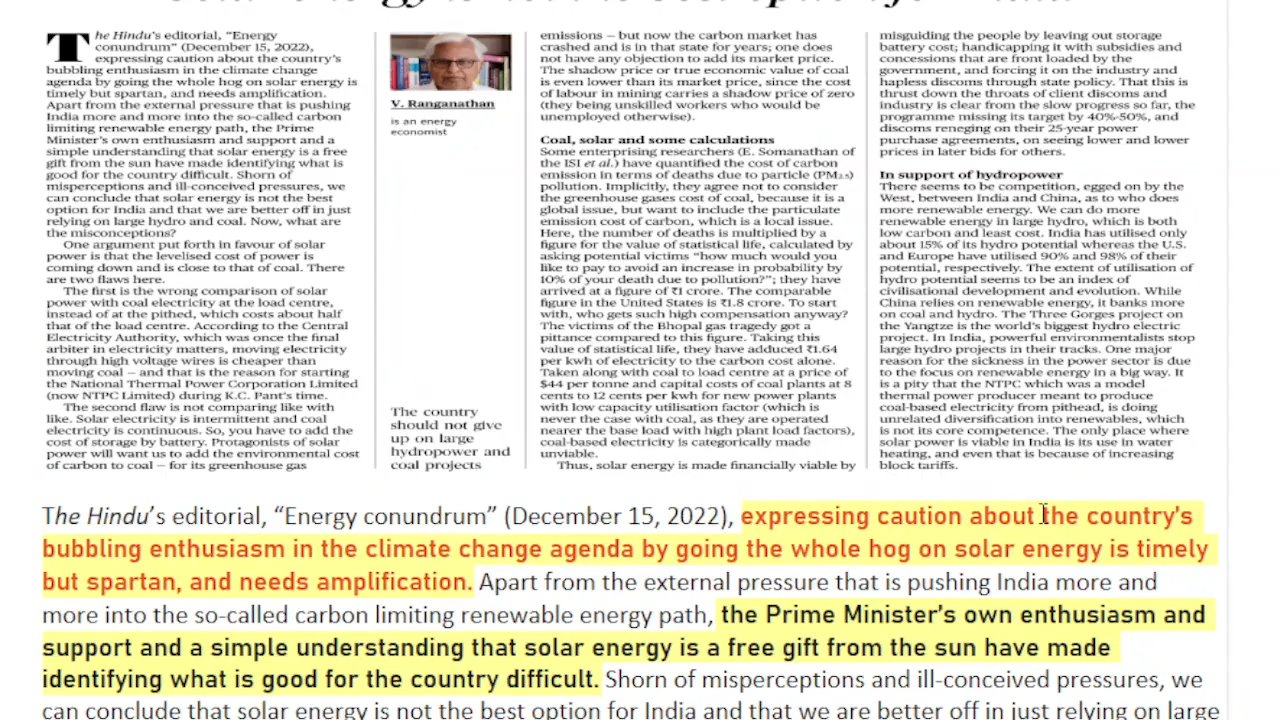 The Hindu's editorial, “Energy
conundrum” (December 15, 2022),
expressing caution about the country's
bubbling enthusiasm in the climate change
agenda by going the whole hog on solar energy is
timely but spartan, and needs amplification.
Apart from the external pressure that is pushing
India more and more into the so-called carbon
limiting renewable energy path, the Prime
Minister's own enthusiasm and support and a
simple understanding that solar energy is a free
gift from the sun have made identifying what is
good for the country difficult. Shorn of
misperceptions and ill-conceived pressures, we
can conclude that solar energy is not the best
option for India and that we are better off in just
relying on large hydro and coal. Now, what are
the misconceptions?
One argument put forth in favour of solar
power is that the levelised cost of power is
coming down and is close to that of coal. There
are two flaws here.
The first is the wrong comparison of solar
power with coal electricity at the load centre,
instead of at the pithed, which costs about half
that of the load centre. According to the Central
Electricity Authority, which was once the final
arbiter in electricity matters, moving electricity
through high voltage wires is cheaper than
moving coal – and that is the reason for starting
the National Thermal Power Corporation Limited
(now NTPC Limited) during K.C. Pant's time.
The second flaw is not comparing like with
like. Solar electricity is intermittent and coal
electricity is continuous. So, you have to add the
cost of storage by battery. Protagonists of solar
power will want us to add the environmental cost
of carbon to coal – for its greenhouse gas
V. Ranganathan
is an energy
economist
The country
should not give
up on large
hydropower and
coal projects
emissions – but now the carbon market has
crashed and is in that state for years; one does
not have any objection to add its market price.
The shadow price or true economic value of coal
is even lower than its market price, since the cost
of labour in mining carries a shadow price of zero
(they being unskilled workers who would be
unemployed otherwise).
Coal, solar and some calculations
Some enterprising researchers (E. Somanathan of
the ISI et al.) have quantified the cost of carbon
emission in terms of deaths due to particle (PM2.5)
pollution. Implicitly, they agree not to consider
the greenhouse gases cost of coal, because it is a
global issue, but want to include the particulate
emission cost of carbon, which is a local issue.
Here, the number of deaths is multiplied by a
figure for the value of statistical life, calculated by
asking potential victims “how much would you
like to pay to avoid an increase in probability by
10% of your death due to pollution?”; they have
arrived at a figure of ₹1 crore. The comparable
figure in the United States is ₹1.8 crore. To start
with, who gets such high compensation anyway?
The victims of the Bhopal gas tragedy got a
pittance compared to this figure. Taking this
value of statistical life, they have adduced ₹1.64
per kwh of electricity to the carbon cost alone.
Taken along with coal to load centre at a price of
$44 per tonne and capital costs of coal plants at 8
cents to 12 cents per kwh for new power plants
with low capacity utilisation factor (which is
never the case with coal, as they are operated
nearer the base load with high plant load factors),
coal-based electricity is categorically made
unviable.
Thus, solar energy is made financially viable by
misguiding the people by leaving out storage
battery cost; handicapping it with subsidies and
concessions that are front loaded by the
government, and forcing it on the industry and
hapless discoms through state policy. That this is
thrust down the throats of client discoms and
industry is clear from the slow progress so far, the
programme missing its target by 40%-50%, and
discoms reneging on their 25-year power
purchase agreements, on seeing lower and lower
prices in later bids for others.
In support of hydropower
There seems to be competition, egged on by the
West, between India and China, as to who does
more renewable energy. We can do more
renewable energy in large hydro, which is both
low carbon and least cost. India has utilised only
about 15% of its hydro potential whereas the U.S.
and Europe have utilised 90% and 98% of their
potential, respectively. The extent of utilisation of
hydro potential seems to be an index of
civilisational development and evolution. While
China relies on renewable energy, it banks more
on coal and hydro. The Three Gorges project on
the Yangtze is the world's biggest hydro electric
project. In India, powerful environmentalists stop
large hydro projects in their tracks. One major
reason for the sickness in the power sector is due
to the focus on renewable energy in a big way. It
is a pity that the NTPC which was a model
thermal power producer meant to produce
coal-based electricity from pithead, is doing
unrelated diversification into renewables, which
is not its core competence. The only place where
solar power is viable in India is its use in water
heating, and even that is because of increasing
block tariffs.
The Hindu's editorial, “Energy conundrum” (December 15, 2022), expressing caution about the country's
bubbling enthusiasm in the climate change agenda by going the whole hog on solar energy is timely
but spartan, and needs amplification. Apart from the external pressure that is pushing India more and
more into the so-called carbon limiting renewable energy path, the Prime Minister's own enthusiasm and
support and a simple understanding that solar energy is a free gift from the sun have made
identifying what is good for the country difficult. Shorn of misperceptions and ill-conceived pressures, we
can conclude that solar energy is not the best option for India and that we are better off in just relying on large